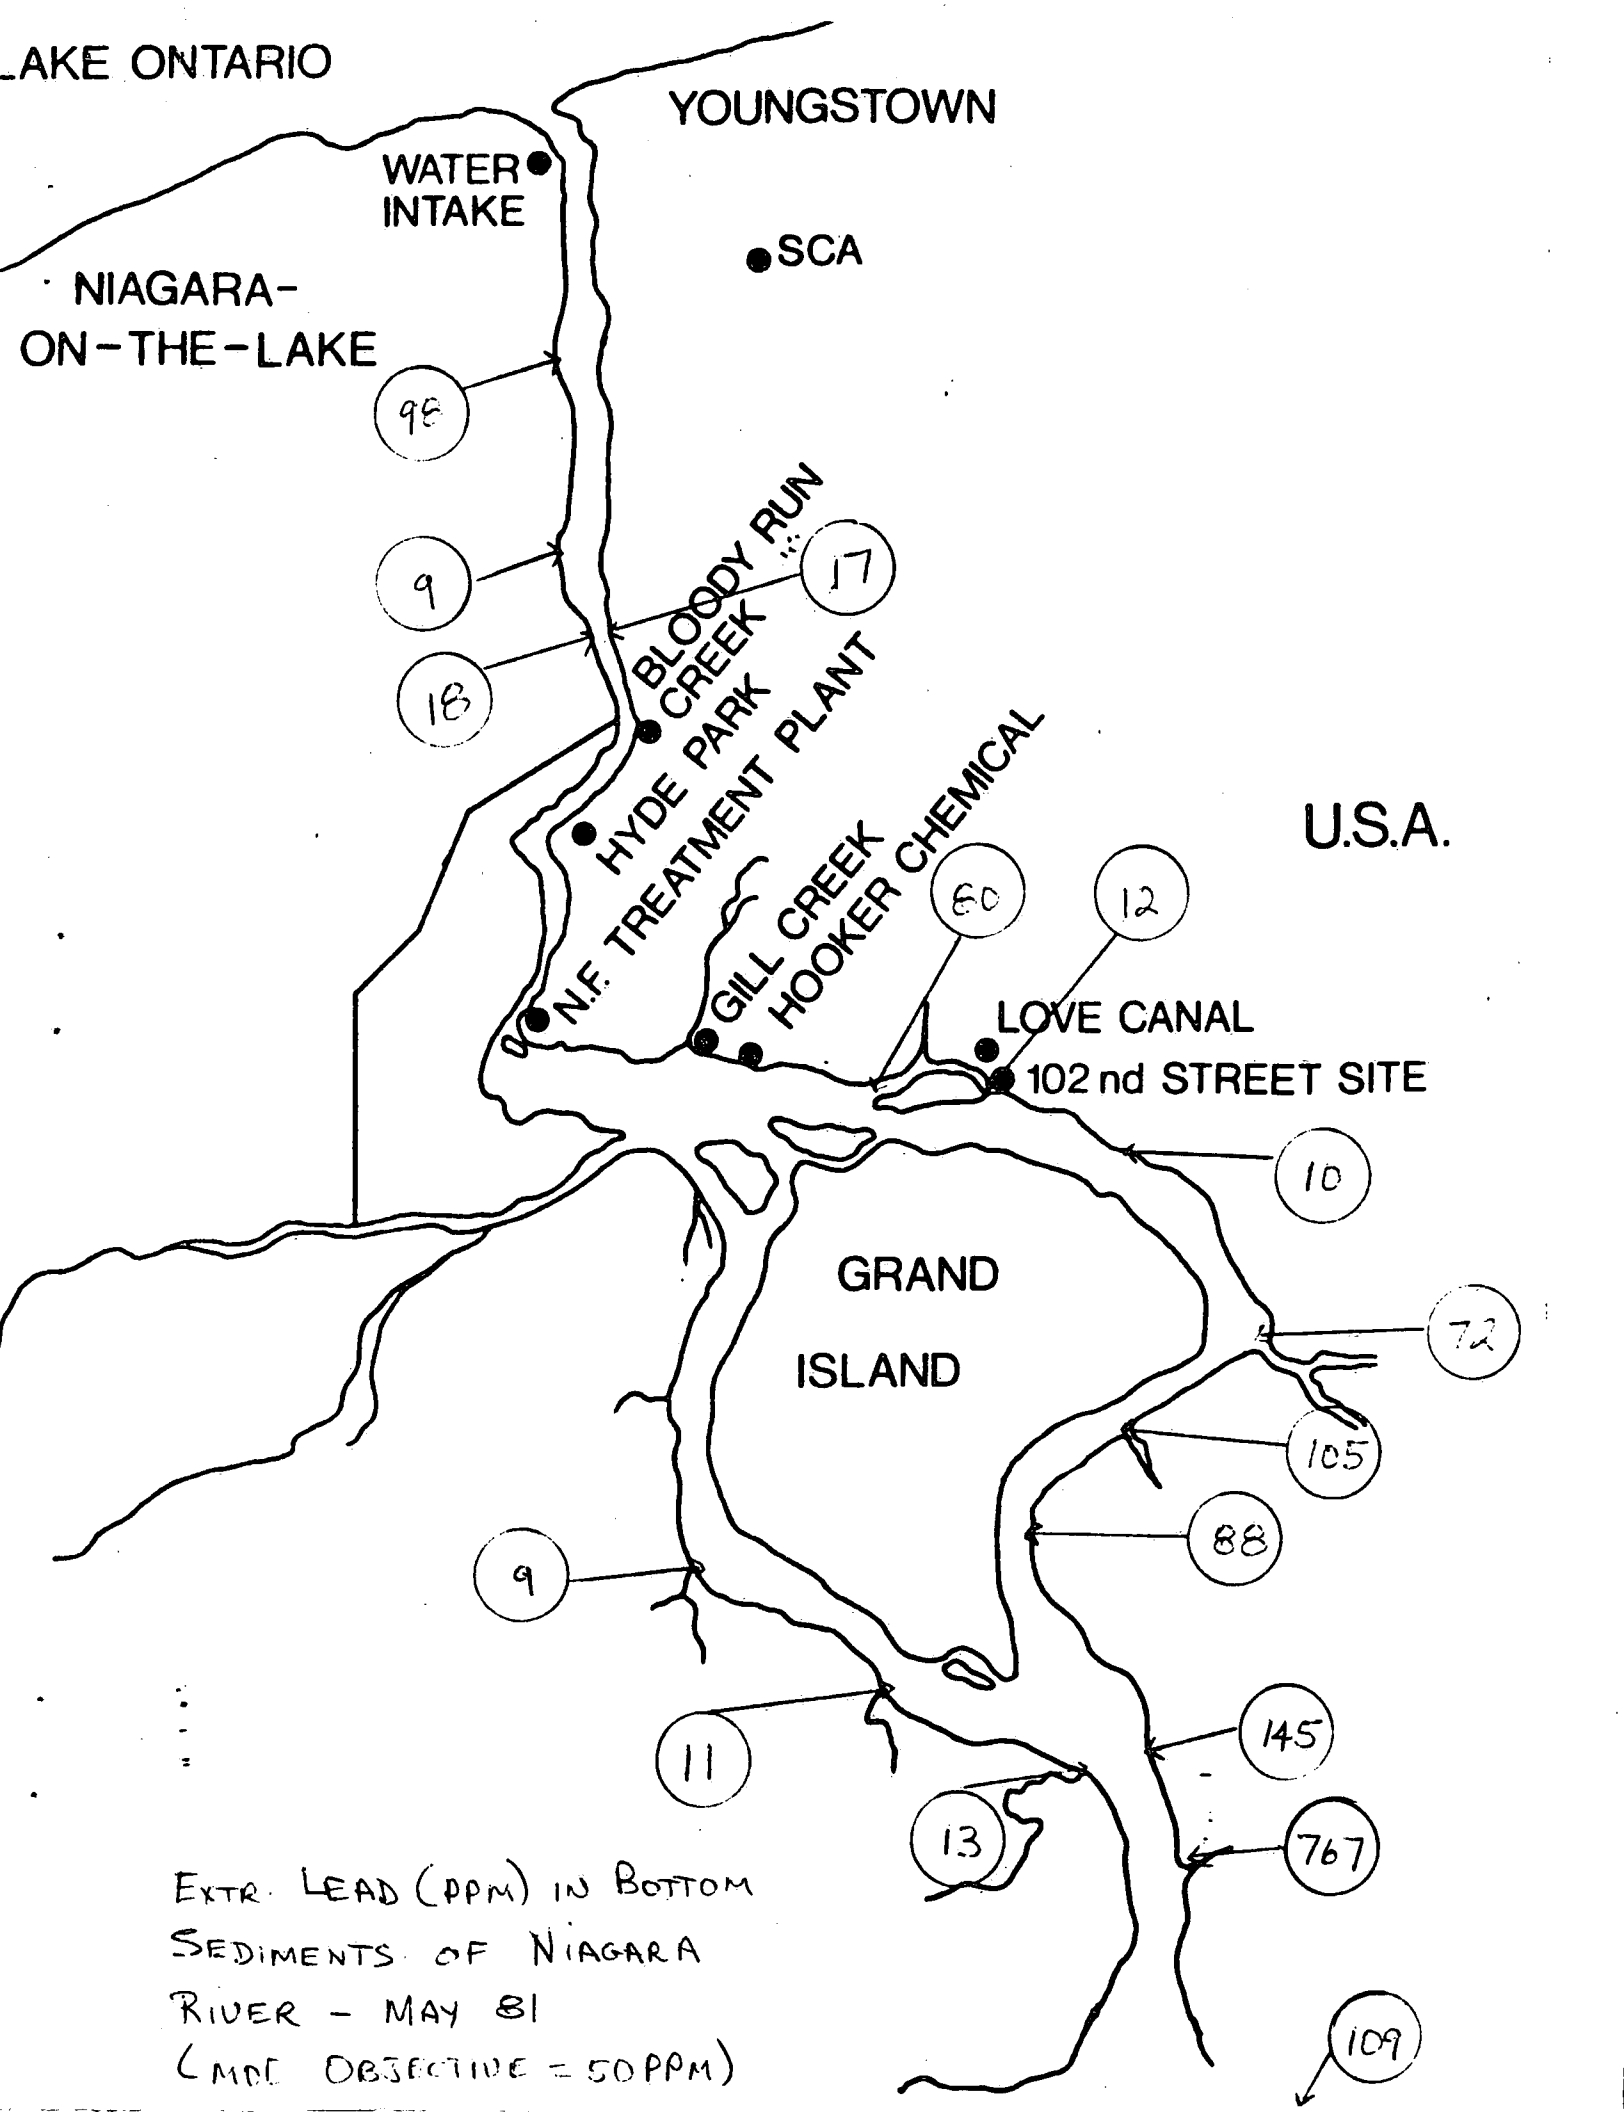 LAKE ONTARIO
YOUNGSTOWN
WATER
INTAKE
SCA
NIAGARA-
ON-THE-LAKE
98
17
9
18
BLOODY RUN
CREEK
HYDE PARK
N.F. TREATMENT PLANT
GILL CREEK
HOOKER CHEMICAL
U.S.A.
80
12
LOVE CANAL
102nd STREET SITE
10
GRAND
ISLAND
72
105
88
9
11
145
13
767
EXTR. LEAD (PPM) IN BOTTOM
SEDIMENTS OF NIAGARA
RIVER - MAY 81
(MOE OBJECTIVE = 50PPM)
109